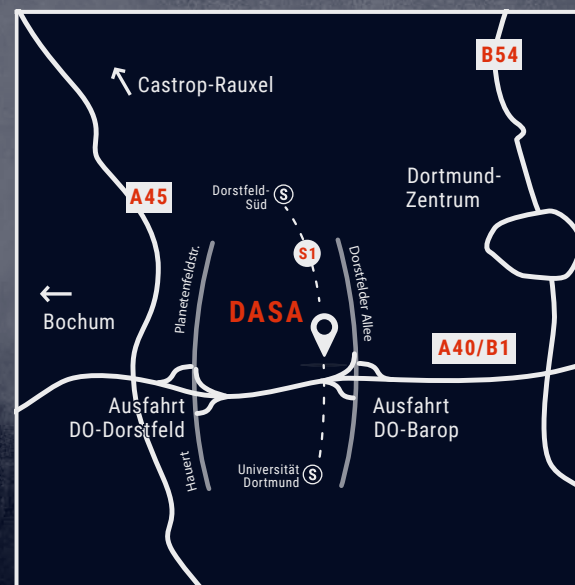 B54
Castrop-Rauxel
Dortmund-
Zentrum
A45
Dorstfeld-
Süd
S
S1
Planetenfeldstr.
Dorstfelder Allee
DASA
Bochum
A40/B1
Ausfahrt
DO-Dorstfeld
Ausfahrt
DO-Barop
Hauert
Universität
Dortmund
S